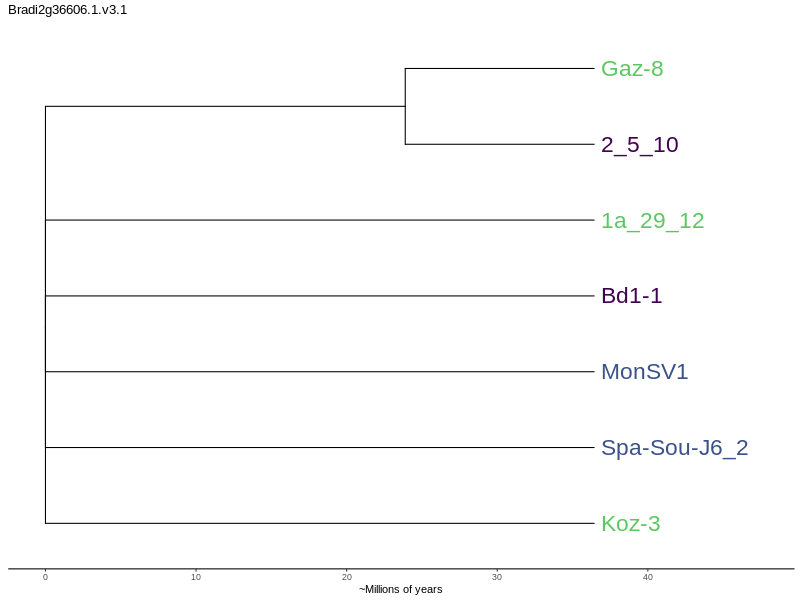 Bradi2g36606.1.v3.1
Gaz-8
2_5_10
1a_29_12
Bd1-1
MonSV1
Spa-Sou-J6_2
Koz-3
0 10 20 30 40
~Millions of years